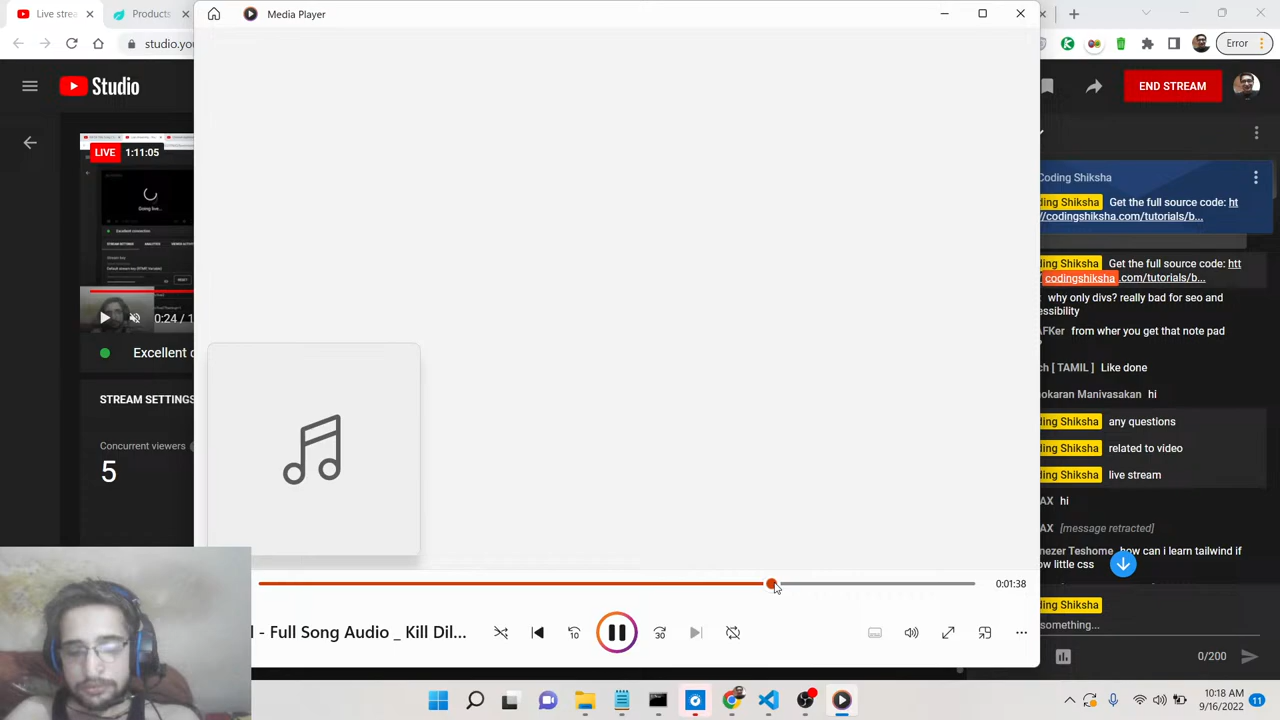 Live stre
Products
Media Player
studio.you
Error
Studio
END STREAM
LIVE 1:11:05
Coding Shiksha
ding Shiksha Get the full source code: ht
//codingshiksha.com/tutorials/b...
ding Shiksha Get the full source code: htt
codingshiksha.com/tutorials/b...
why only divs? really bad for seo and
essibility
AFKer from wher you get that note pad
0:24 / 1
Excellent c
ch [ TAMIL ] Like done
STREAM SETTINGS
nokaran Manivasakan hi
ding Shiksha any questions
Concurrent viewers
5
ding Shiksha related to video
ding Shiksha live stream
AX hi
AX [message retracted]
nezer Teshome how can i learn tailwind if
ow little css
0:01:38
ding Shiksha
something...
l - Full Song Audio _ Kill Dil...
10
30
0/200
10:18 AM
9/16/2022
11